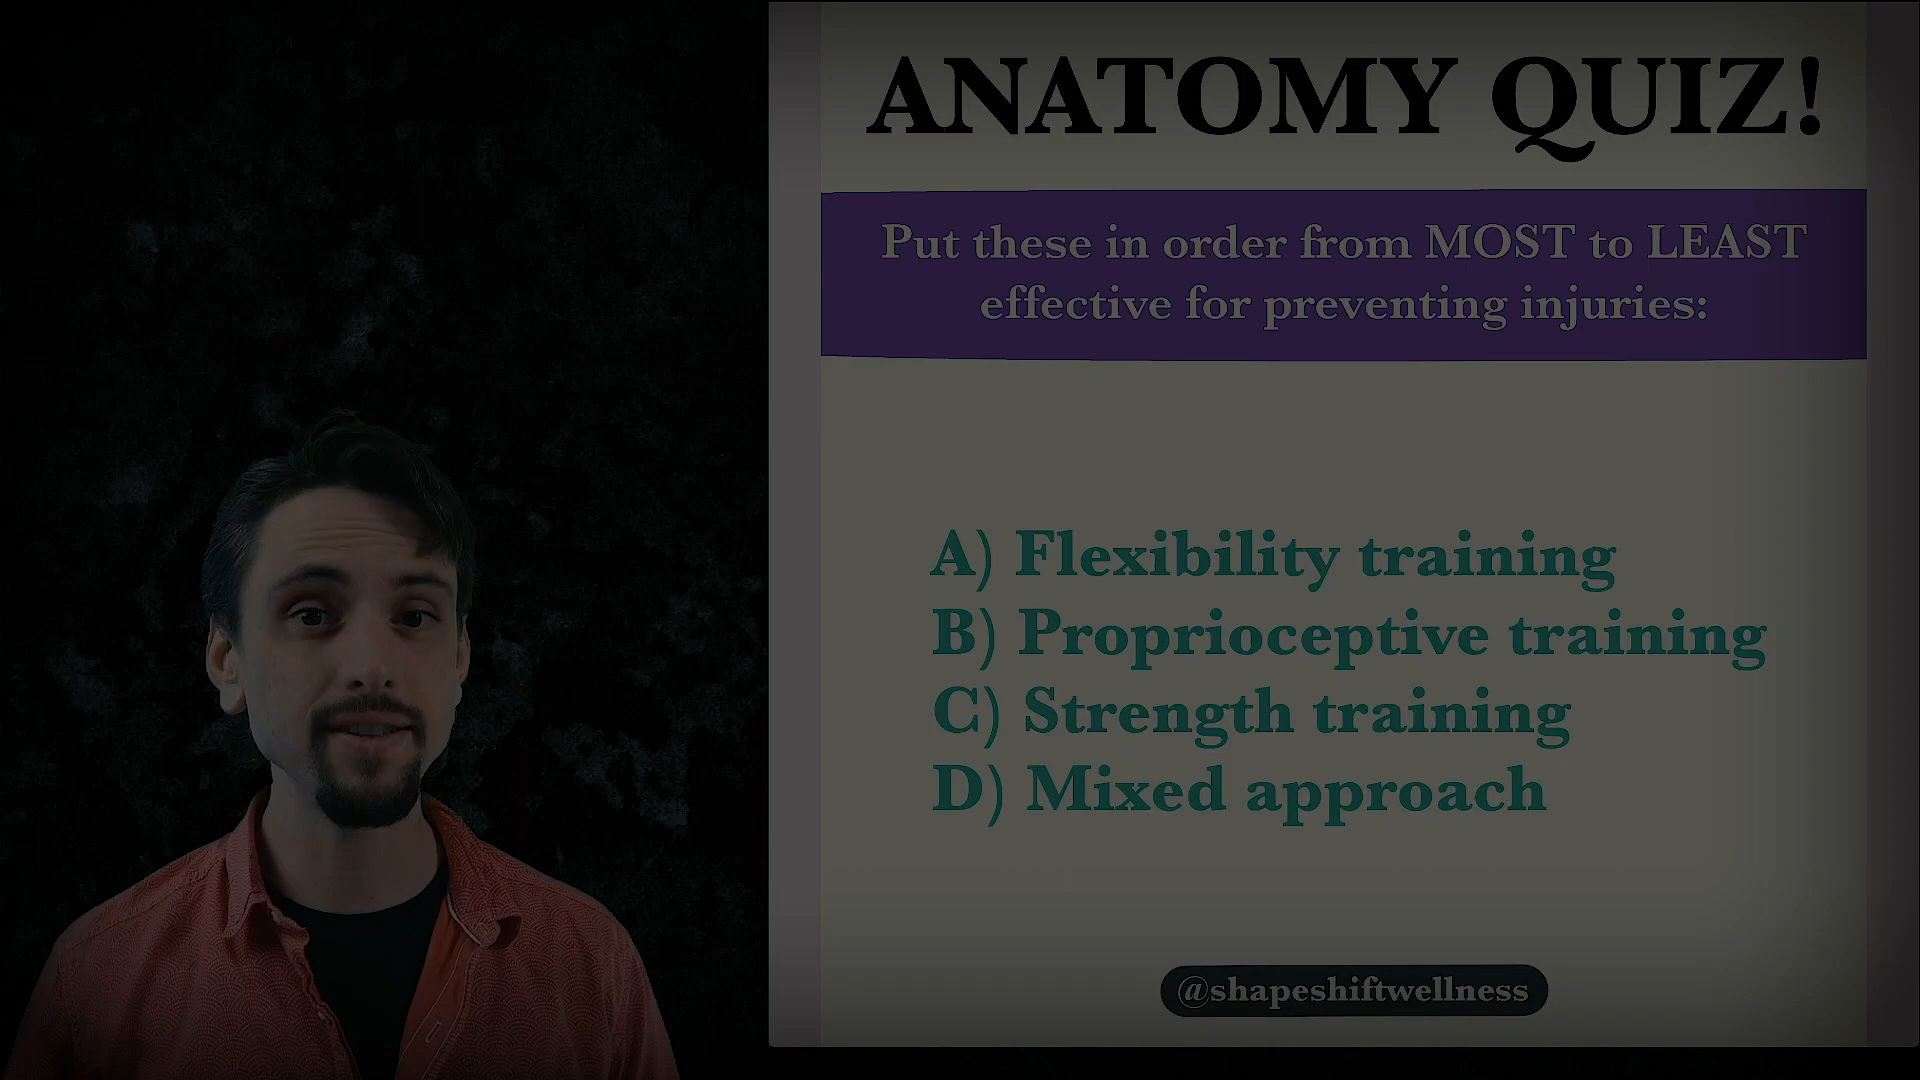 ANATOMY QUIZ!
Put these in order from MOST to LEAST
effective for preventing injuries:
A) Flexibility training
B) Proprioceptive training
C) Strength training
D) Mixed approach
@shapeshiftwellness